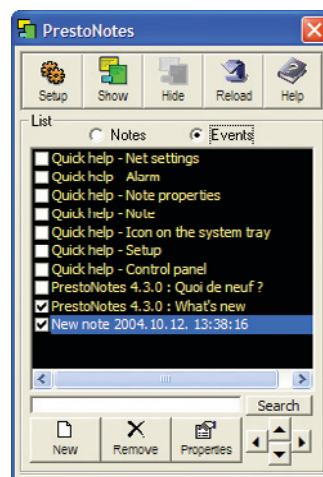 PrestoNotes
Setup Show Hide Reload Help
List
Notes Events
Quick help - Net settings
Quick help - Alarm
Quick help - Note properties
Quick help - Note
Quick help - Icon on the system tray
Quick help - Setup
Quick help - Control panel
PrestoNotes 4.3.0 : Quoi de neuf ?
PrestoNotes 4.3.0 : What's new
New note 2004.10.12. 13:38:16
Search
New Remove Properties